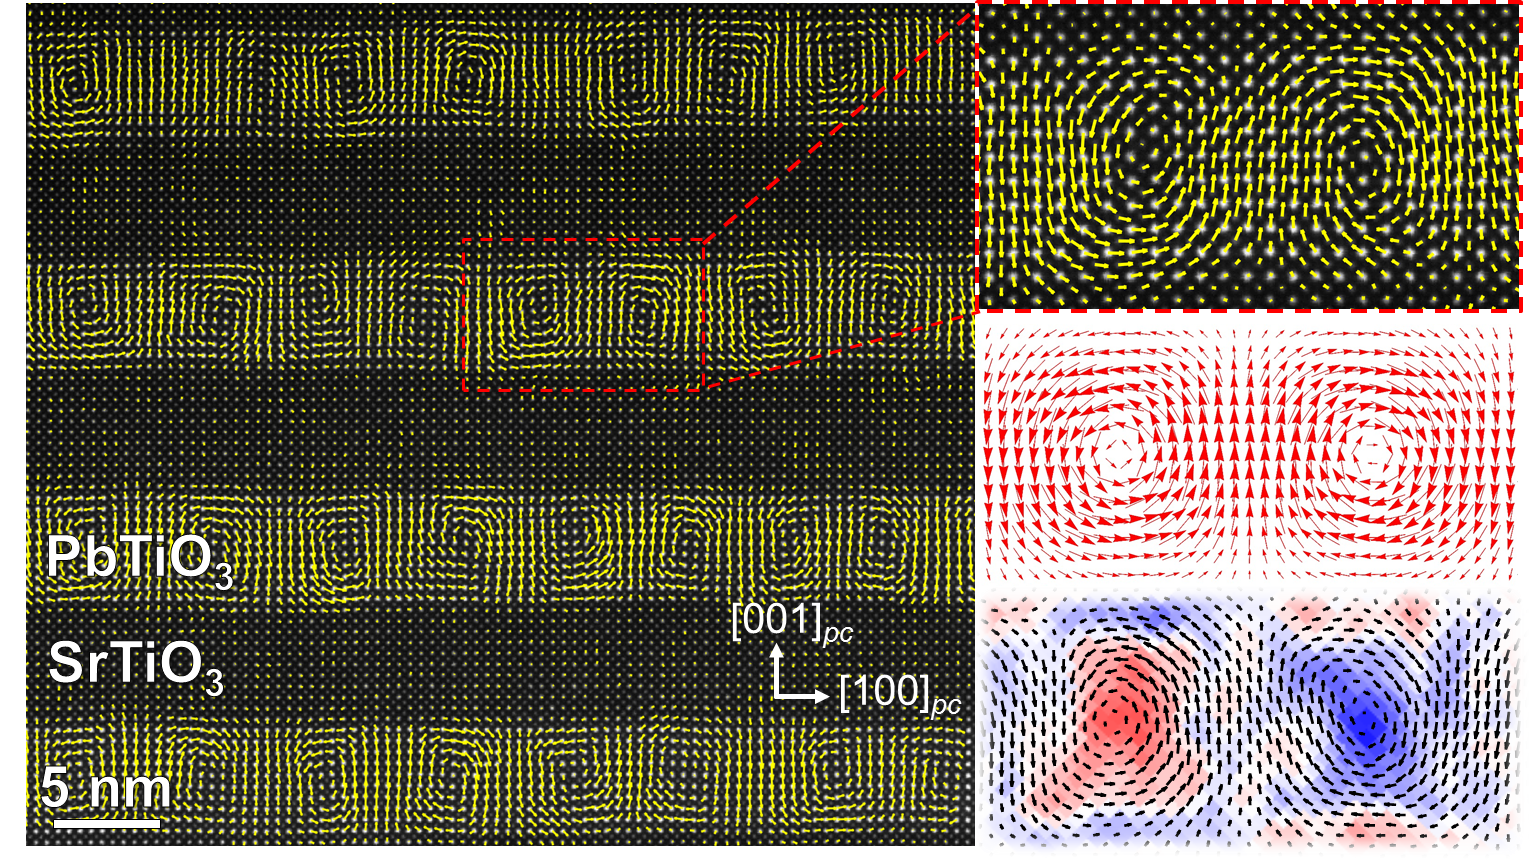 PbTiO₃
SrTiO₃
[001]pc
[100]pc
5 nm